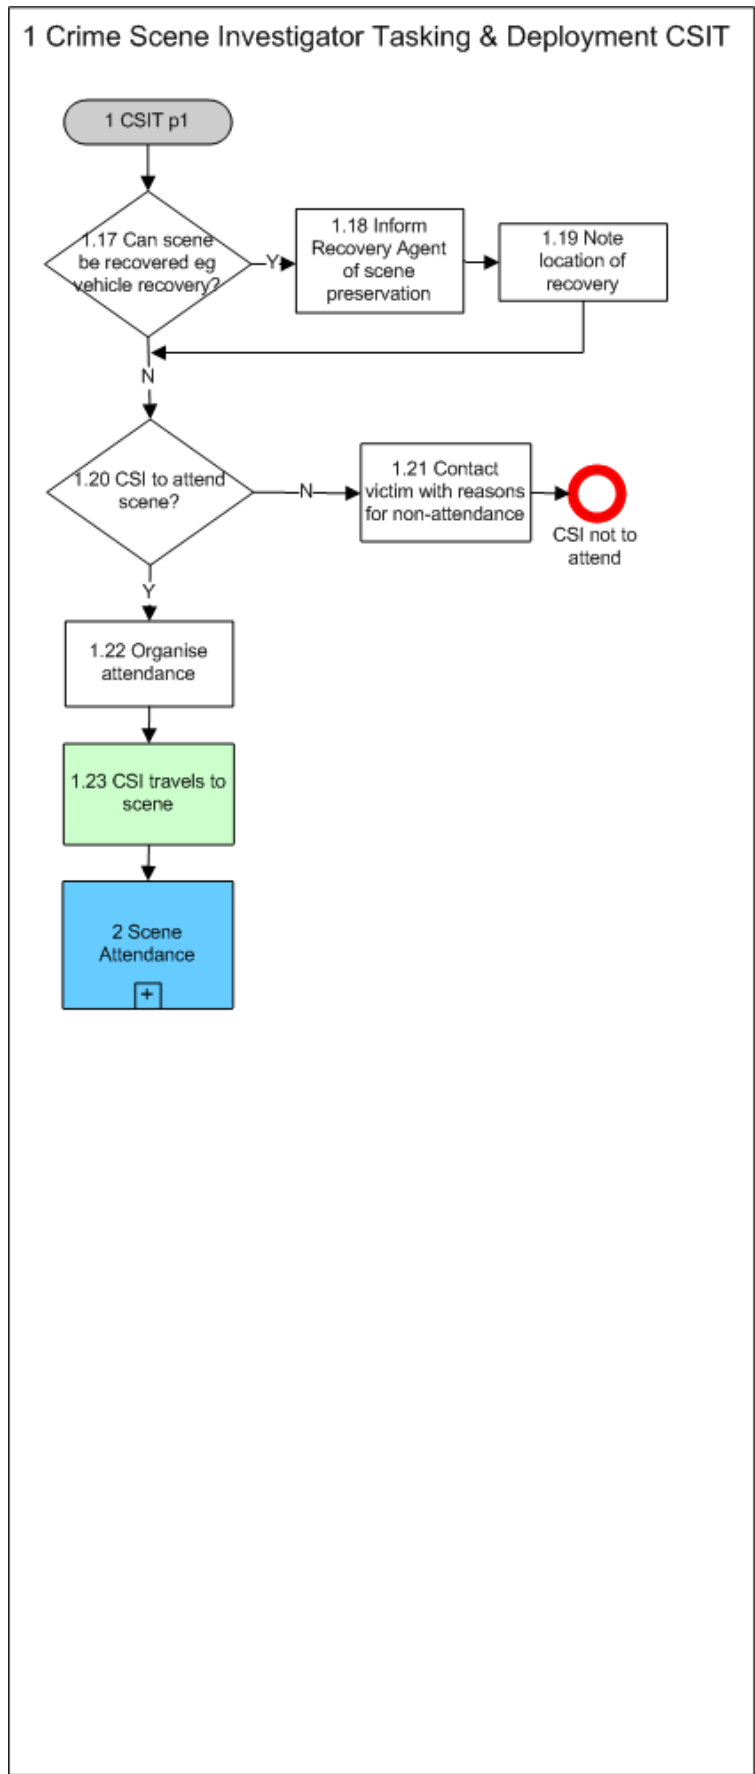 1 Crime Scene Investigator Tasking & Deployment CSIT
1 CSIT p1
1.17 Can scene
be recovered eg
vehicle recovery?
Y
1.18 Inform
Recovery Agent
of scene
preservation
1.19 Note
location of
recovery
N
1.20 CSI to attend
scene?
N
1.21 Contact
victim with reasons
for non-attendance
CSI not to
attend
Y
1.22 Organise
attendance
1.23 CSI travels to
scene
2 Scene
Attendance
+